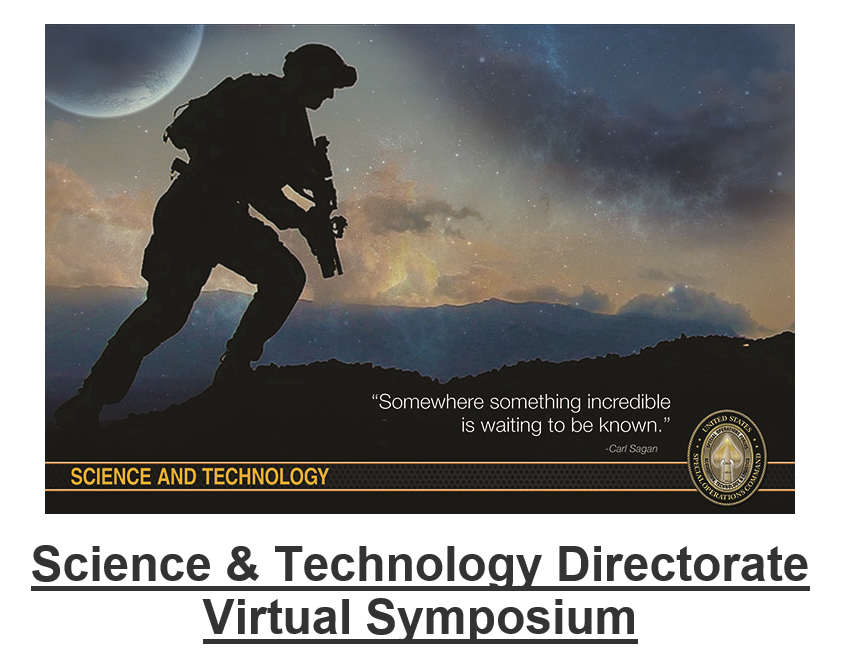 “Somewhere something incredible
is waiting to be known.”
-Carl Sagan
UNITED STATES
SPECIAL OPERATIONS COMMAND
SCIENCE AND TECHNOLOGY
Science & Technology Directorate
Virtual Symposium